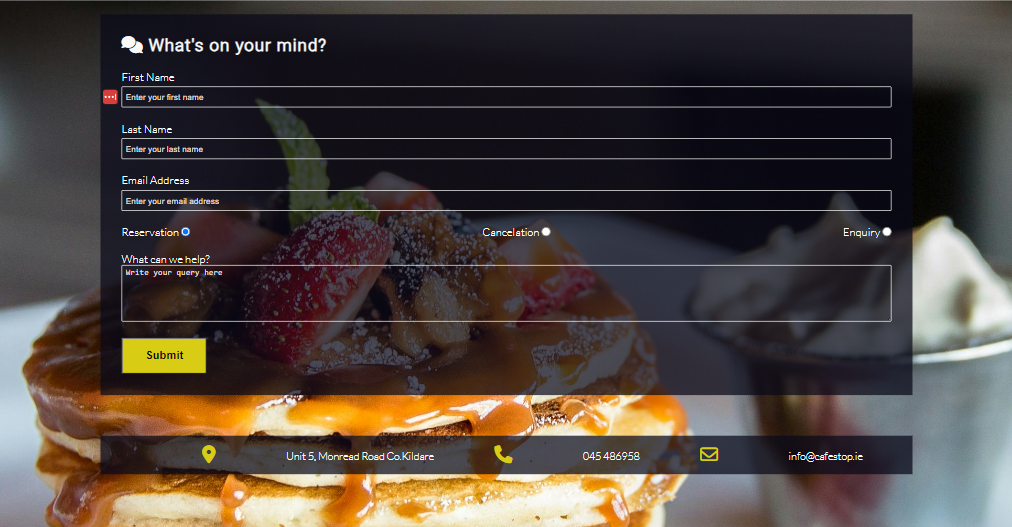 What's on your mind?
First Name
Enter your first name
Last Name
Enter your last name
Email Address
Enter your email address
Reservation Cancelation Enquiry
What can we help?
Write your query here
Submit
Unit 5, Monread Road Co.Kildare 045 486958 info@cafestop.ie